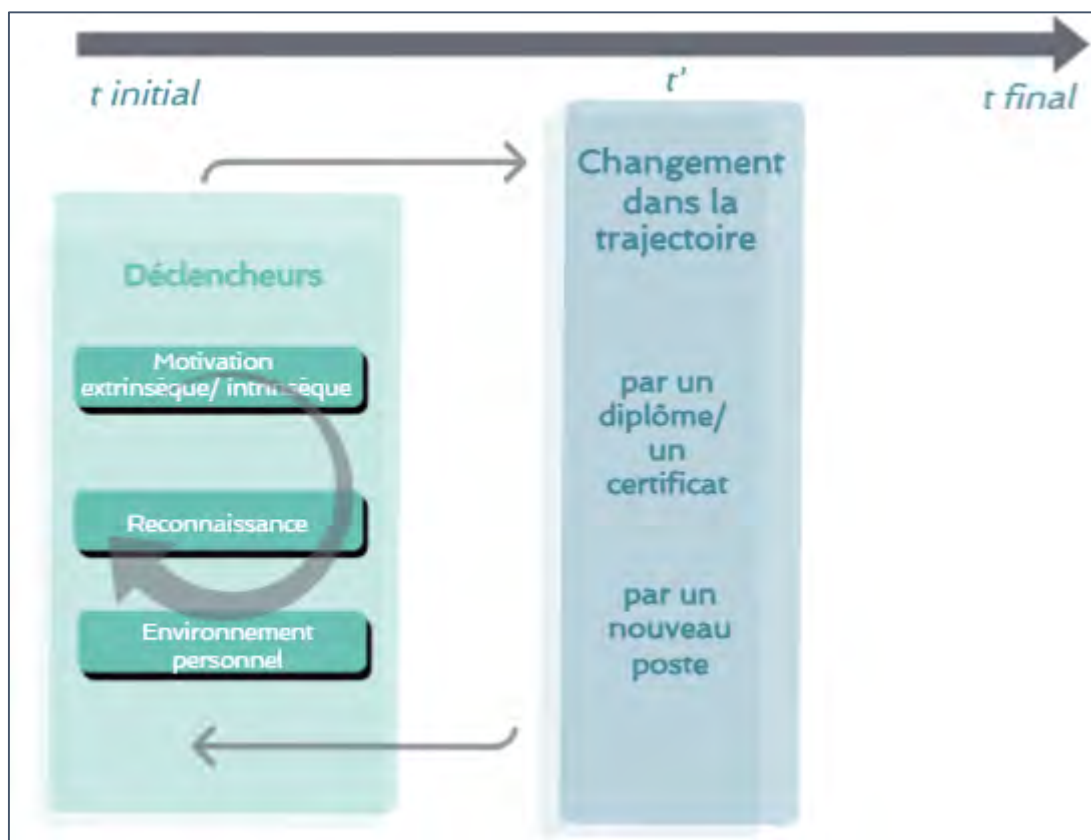 t initial
t'
t final
Changement
dans la
trajectoire
Déclencheurs
Motivation
extrinsèque/ intrinsèque
par un
diplôme/
un
certificat
Reconnaissance
par un
nouveau
poste
Environnement
personnel